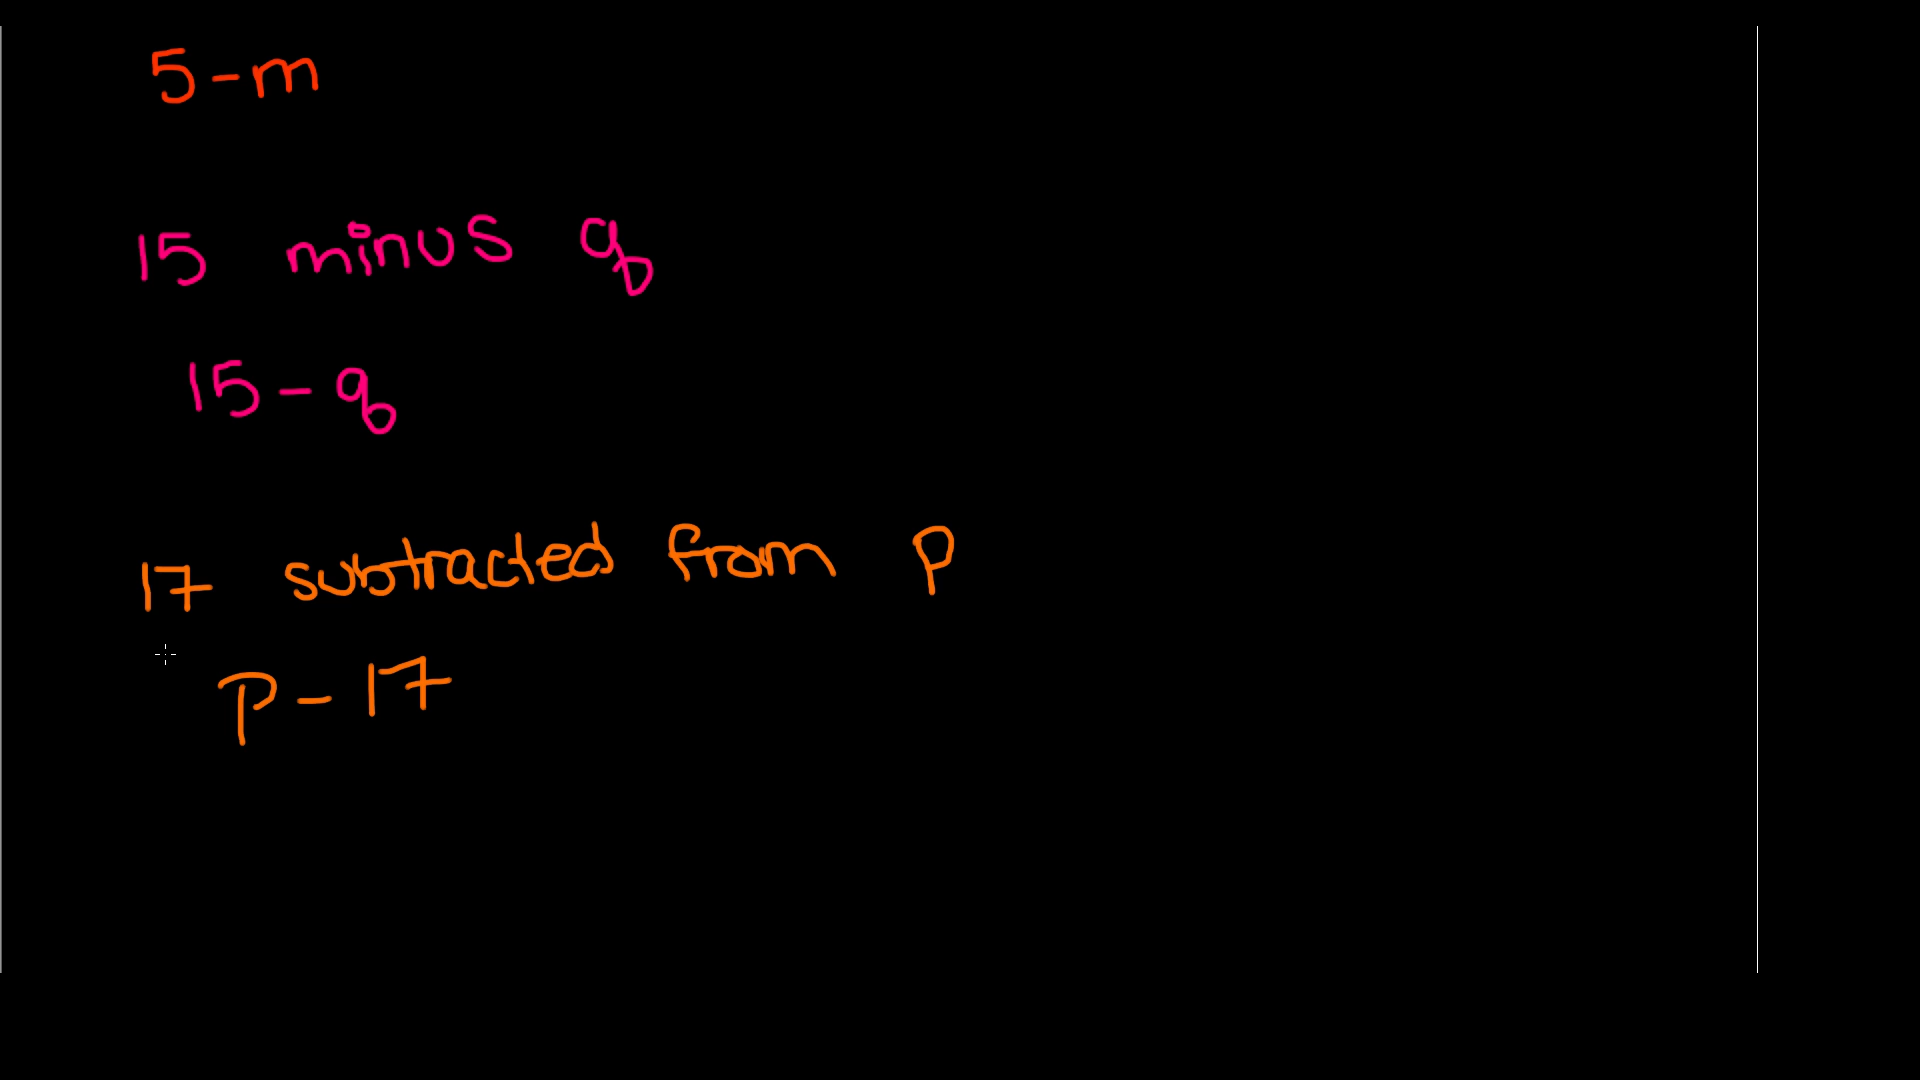 5-m
15 minus q
15 - q
17 subtracted from p
P - 17